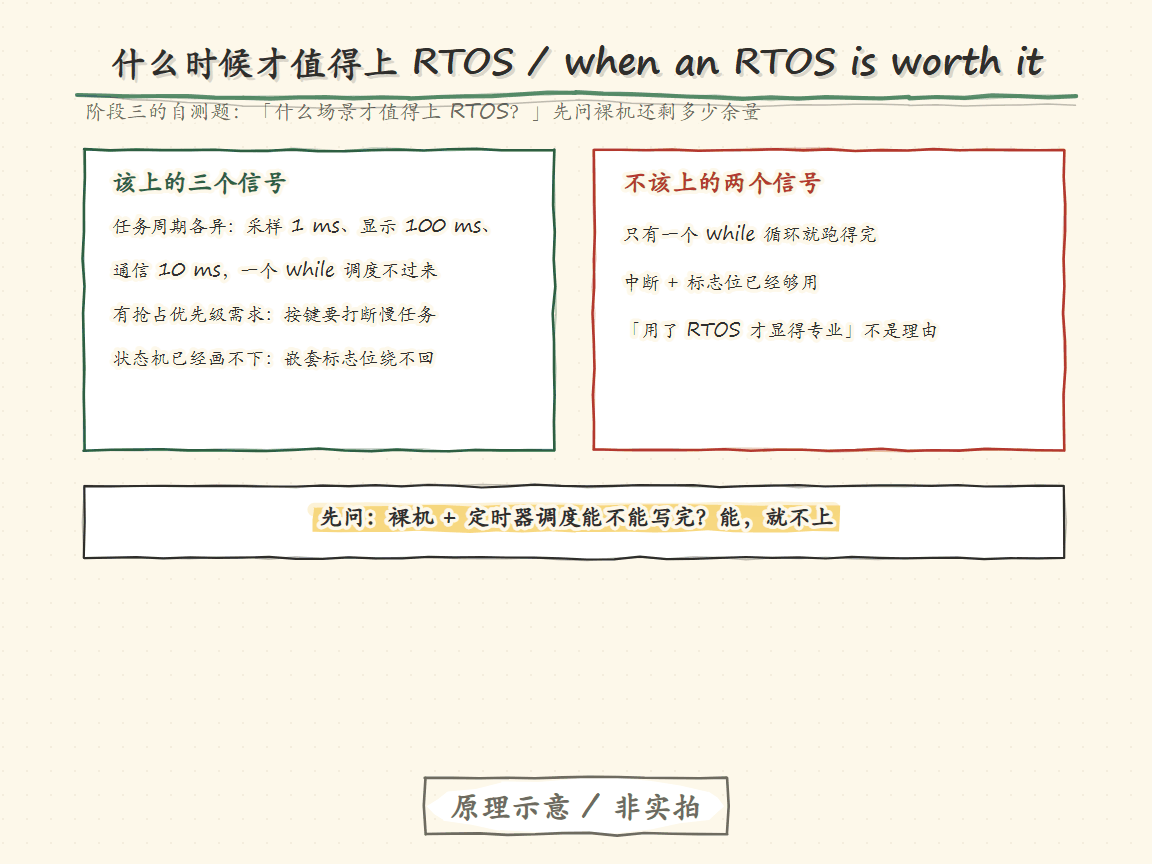 什么时候才值得上 RTOS / when an RTOS is worth it
阶段三的自测题：「什么场景才值得上 RTOS？」先问裸机还剩多少余量
该上的三个信号
任务周期各异：采样 1 ms、显示 100 ms、
通信 10 ms，一个 while 调度不过来
有抢占优先级需求：按键要打断慢任务
状态机已经画不下：嵌套标志位绕不回
不该上的两个信号
只有一个 while 循环就跑得完
中断 + 标志位已经够用
「用了 RTOS 才显得专业」不是理由
先问：裸机 + 定时器调度能不能写完？能，就不上
原理示意 / 非实拍